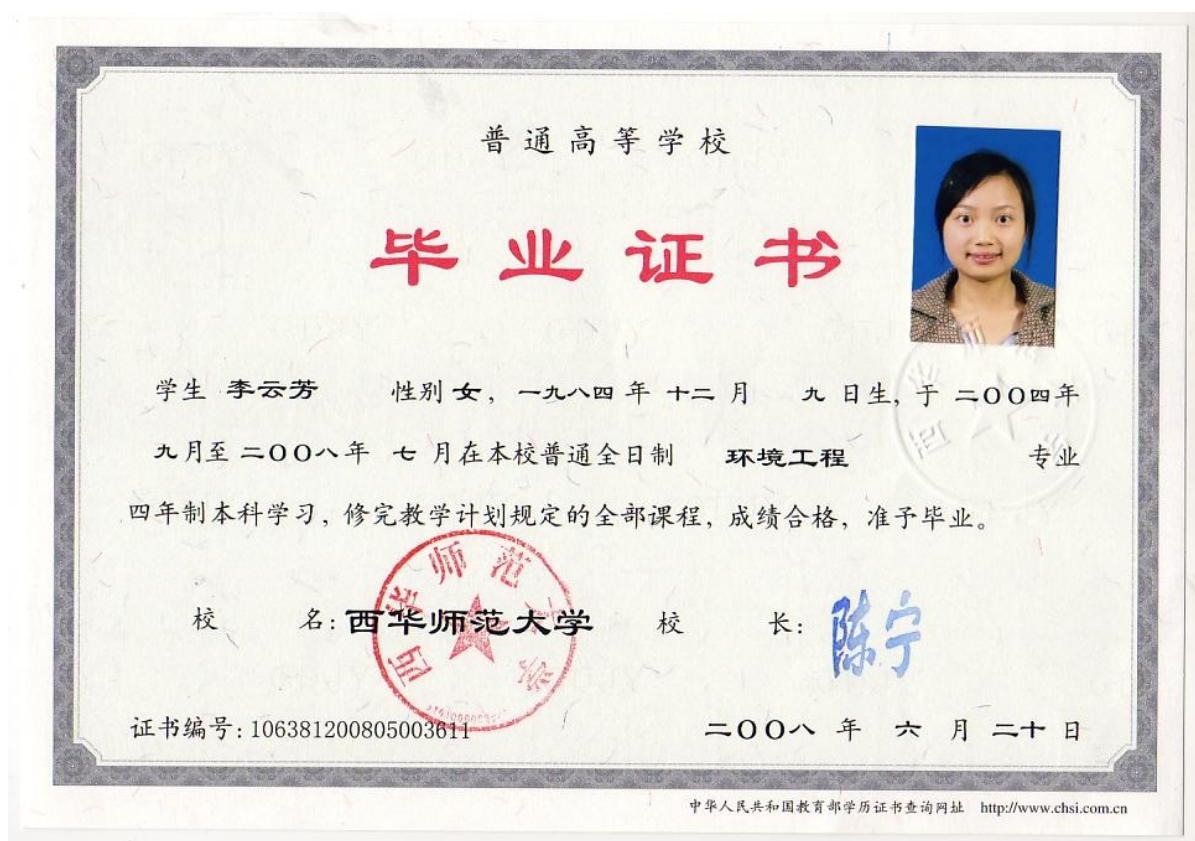 普通高等学校
毕业证书
学生 李云芳 性别 女，一九八四 年 十二 月 九 日生，于 二〇〇四年
九月至 二〇〇八年 七 月在本校普通全日制 环境工程 专业
四年制本科学习，修完教学计划规定的全部课程，成绩合格，准予毕业。
校 名：西华师范大学 校 长：陈宁
西华师范大学
证书编号：106381200805003611 二〇〇八 年 六 月 二十 日
中华人民共和国教育部学历证书查询网址 http://www.chsi.com.cn